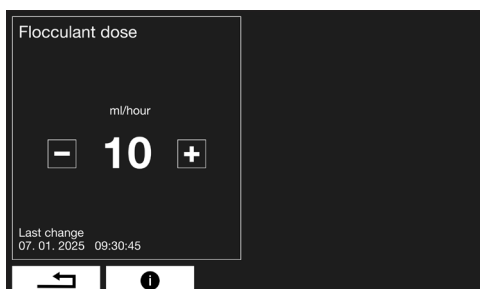 Flocculant dose
ml/hour
− 10 +
Last change
07. 01. 2025 09:30:45